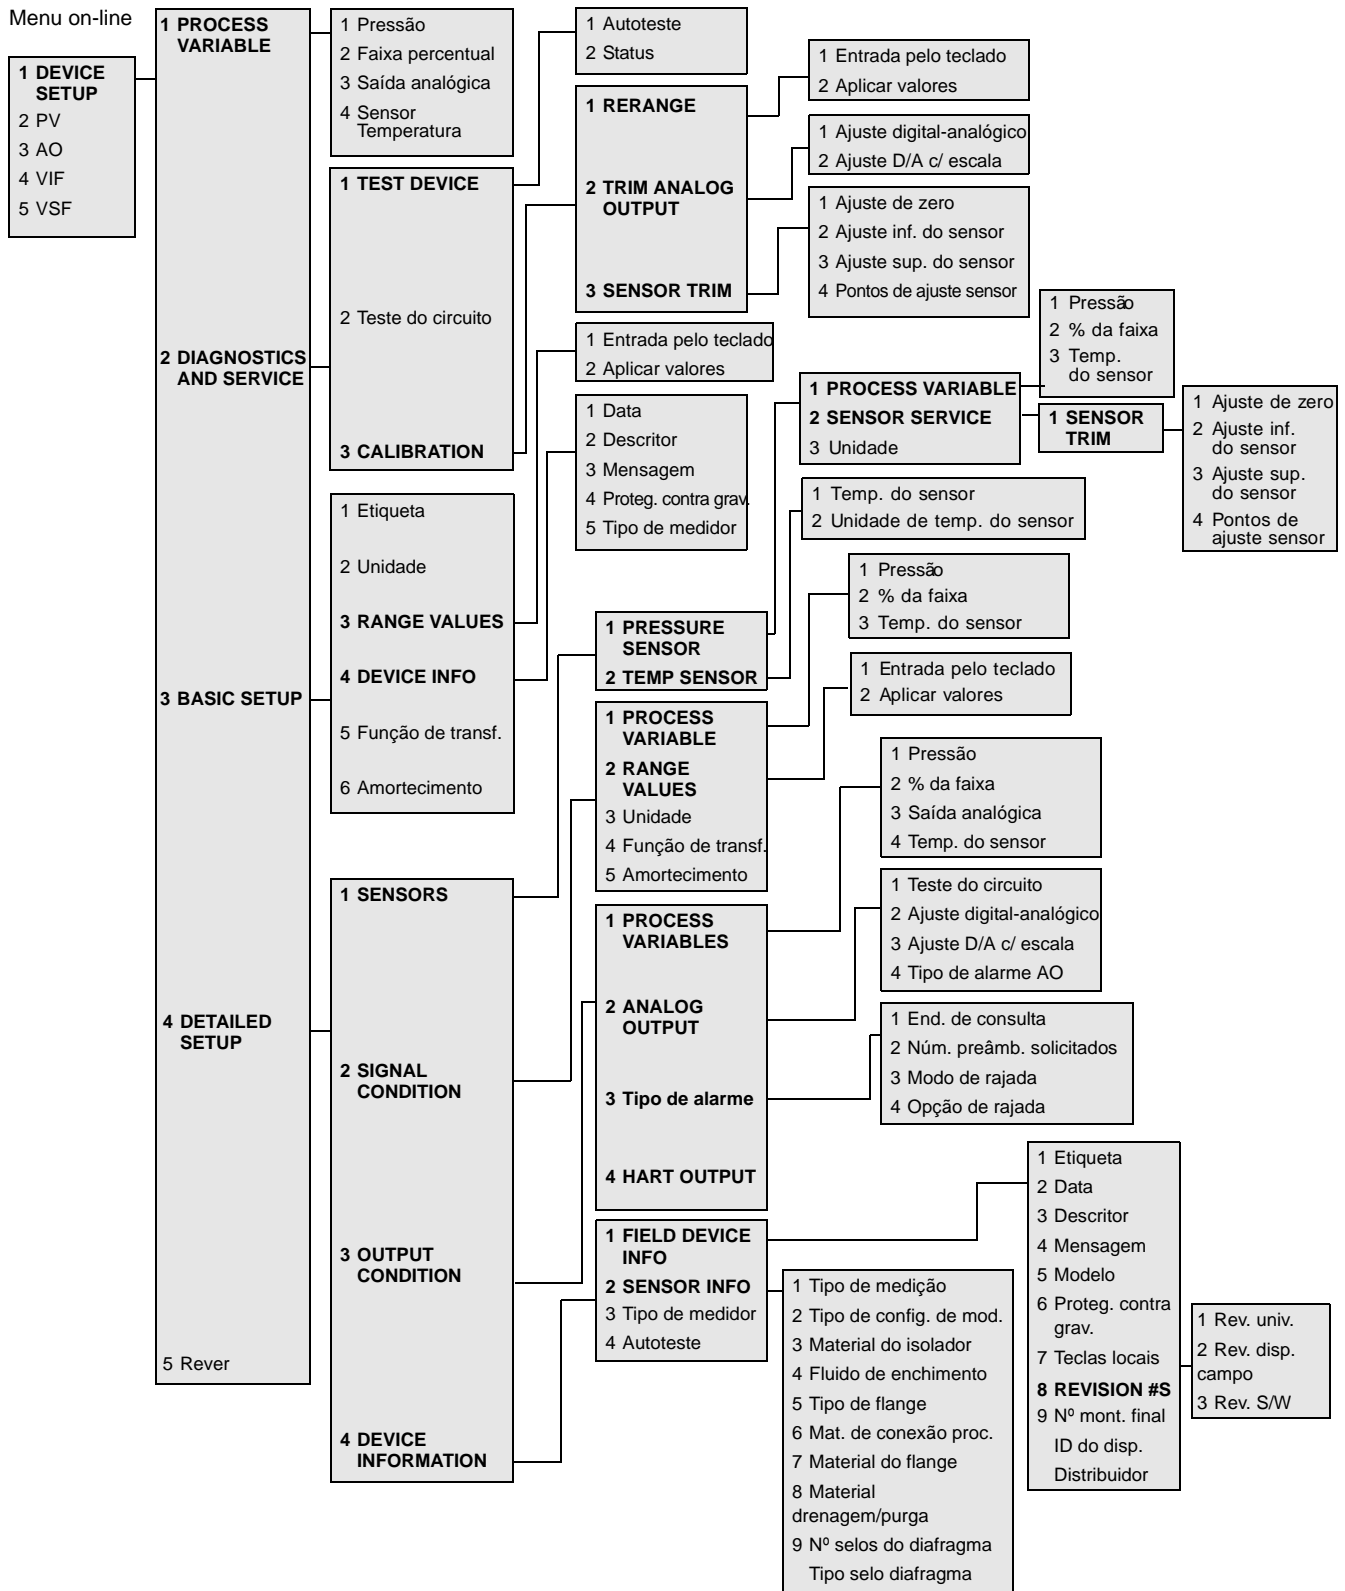 Menu on-line
1 DEVICE
SETUP
2 PV
3 AO
4 VIF
5 VSF
1 PROCESS
VARIABLE
2 DIAGNOSTICS
AND SERVICE
3 BASIC SETUP
4 DETAILED
SETUP
5 Rever
1 Pressão
2 Faixa percentual
3 Saída analógica
4 Sensor
Temperatura
1 TEST DEVICE
2 Teste do circuito
3 CALIBRATION
1 Etiqueta
2 Unidade
3 RANGE VALUES
4 DEVICE INFO
5 Função de transf.
6 Amortecimento
1 SENSORS
2 SIGNAL
CONDITION
3 OUTPUT
CONDITION
4 DEVICE
INFORMATION
1 Autoteste
2 Status
1 RERANGE
2 TRIM ANALOG
OUTPUT
3 SENSOR TRIM
1 Entrada pelo teclado
2 Aplicar valores
1 Data
2 Descritor
3 Mensagem
4 Proteg. contra grav.
5 Tipo de medidor
1 PRESSURE
SENSOR
2 TEMP SENSOR
1 PROCESS
VARIABLE
2 RANGE
VALUES
3 Unidade
4 Função de transf.
5 Amortecimento
1 PROCESS
VARIABLES
2 ANALOG
OUTPUT
3 Tipo de alarme
4 HART OUTPUT
1 FIELD DEVICE
INFO
2 SENSOR INFO
3 Tipo de medidor
4 Autoteste
1 Entrada pelo teclado
2 Aplicar valores
1 Ajuste digital-analógico
2 Ajuste D/A c/ escala
1 Ajuste de zero
2 Ajuste inf. do sensor
3 Ajuste sup. do sensor
4 Pontos de ajuste sensor
1 PROCESS VARIABLE
2 SENSOR SERVICE
3 Unidade
1 Pressão
2 % da faixa
3 Temp.
do sensor
1 SENSOR
TRIM
1 Ajuste de zero
2 Ajuste inf.
do sensor
3 Ajuste sup.
do sensor
4 Pontos de
ajuste sensor
1 Temp. do sensor
2 Unidade de temp. do sensor
1 Pressão
2 % da faixa
3 Temp. do sensor
1 Entrada pelo teclado
2 Aplicar valores
1 Pressão
2 % da faixa
3 Saída analógica
4 Temp. do sensor
1 Teste do circuito
2 Ajuste digital-analógico
3 Ajuste D/A c/ escala
4 Tipo de alarme AO
1 End. de consulta
2 Núm. preâmb. solicitados
3 Modo de rajada
4 Opção de rajada
1 Etiqueta
2 Data
3 Descritor
4 Mensagem
5 Modelo
6 Proteg. contra
grav.
7 Teclas locais
8 REVISION #S
9 Nº mont. final
ID do disp.
Distribuidor
1 Rev. univ.
2 Rev. disp.
campo
3 Rev. S/W
1 Tipo de medição
2 Tipo de config. de mod.
3 Material do isolador
4 Fluido de enchimento
5 Tipo de flange
6 Mat. de conexão proc.
7 Material do flange
8 Material
drenagem/purga
9 Nº selos do diafragma
Tipo selo diafragma